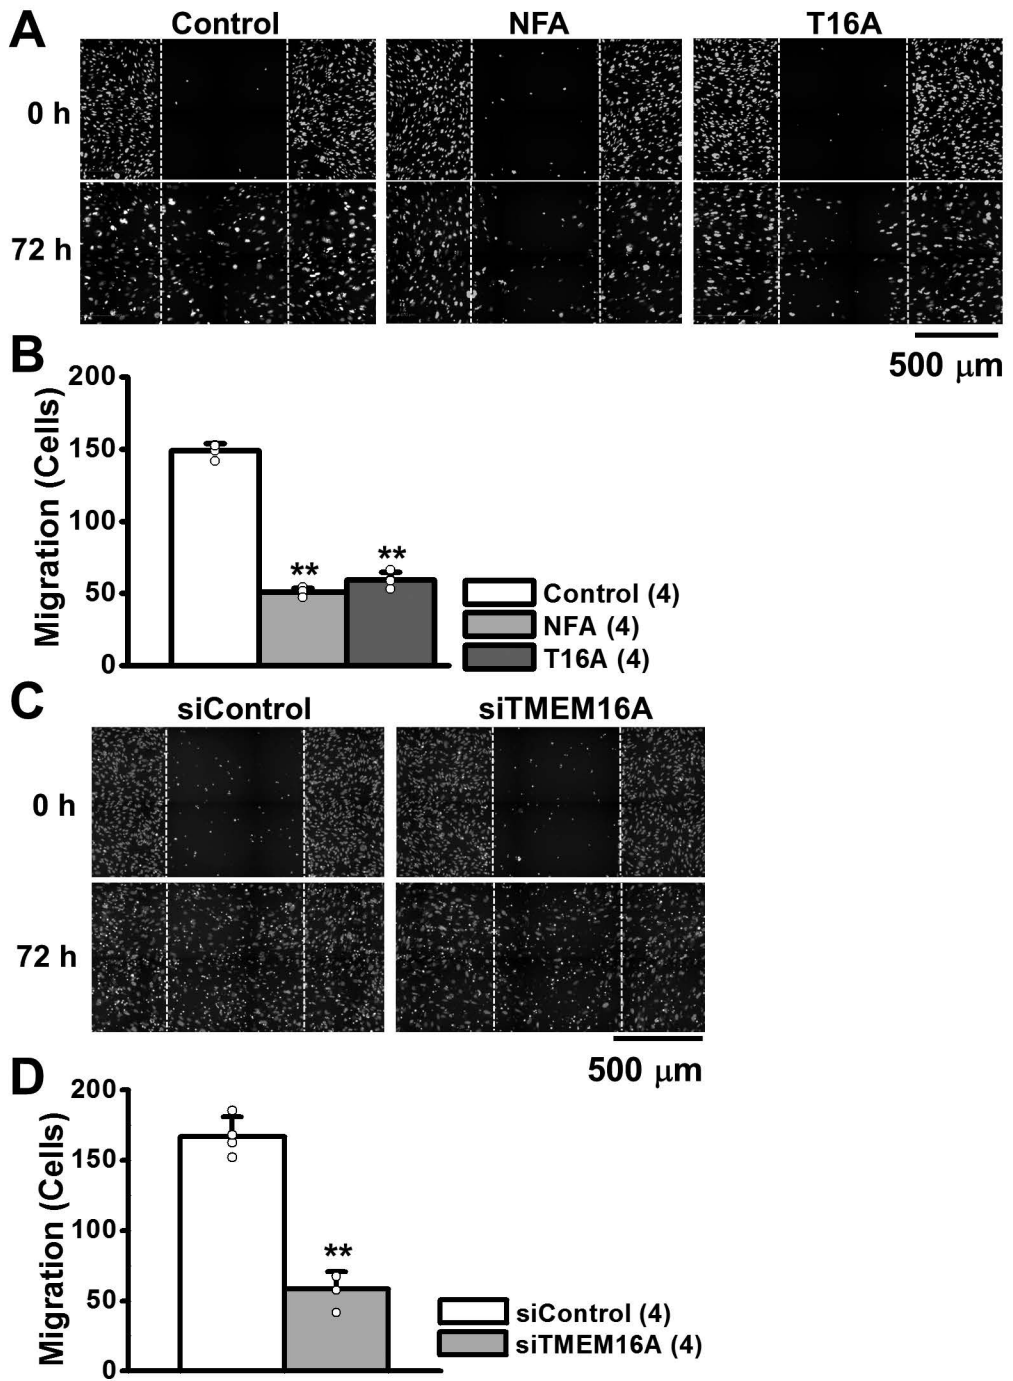 A
Control
NFA
T16A
0 h
72 h
500 μm
B
Migration (Cells)
200
150
100
50
0
**
**
Control (4)
NFA (4)
T16A (4)
C
siControl
siTMEM16A
0 h
72 h
500 μm
D
Migration (Cells)
200
150
100
50
0
**
siControl (4)
siTMEM16A (4)